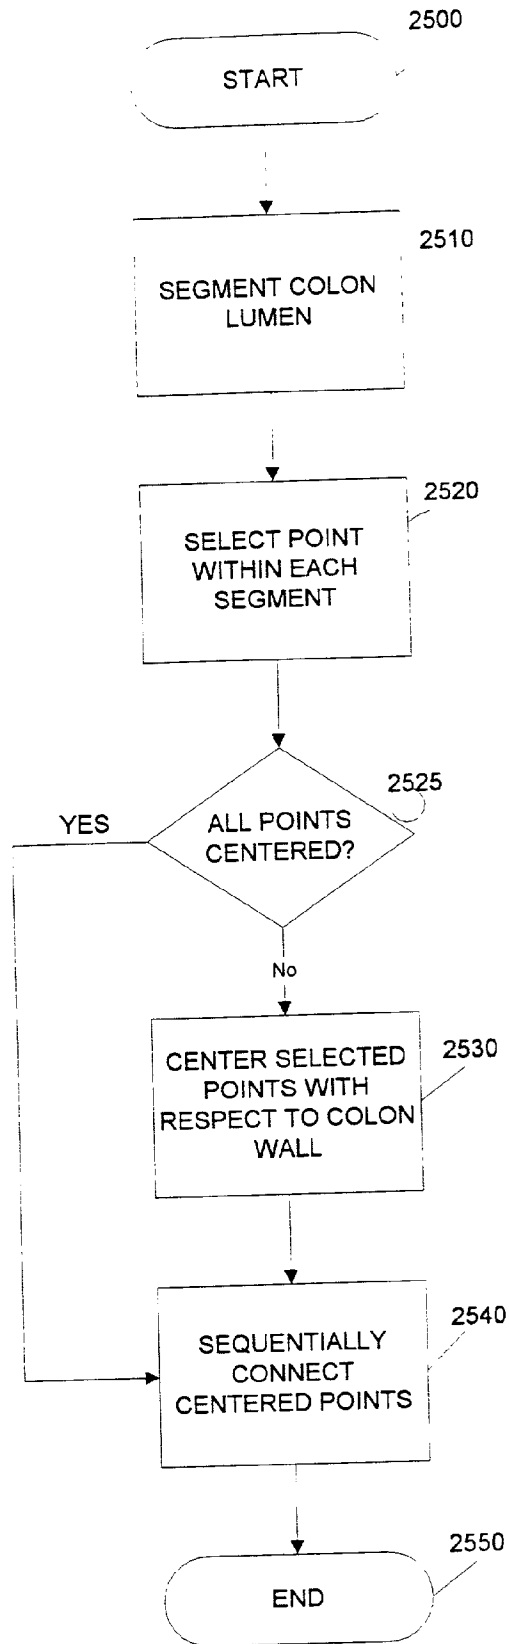 2500
START
2510
SEGMENT COLON
LUMEN
2520
SELECT POINT
WITHIN EACH
SEGMENT
2525
YES
ALL POINTS
CENTERED?
No
2530
CENTER SELECTED
POINTS WITH
RESPECT TO COLON
WALL
2540
SEQUENTIALLY
CONNECT
CENTERED POINTS
2550
END